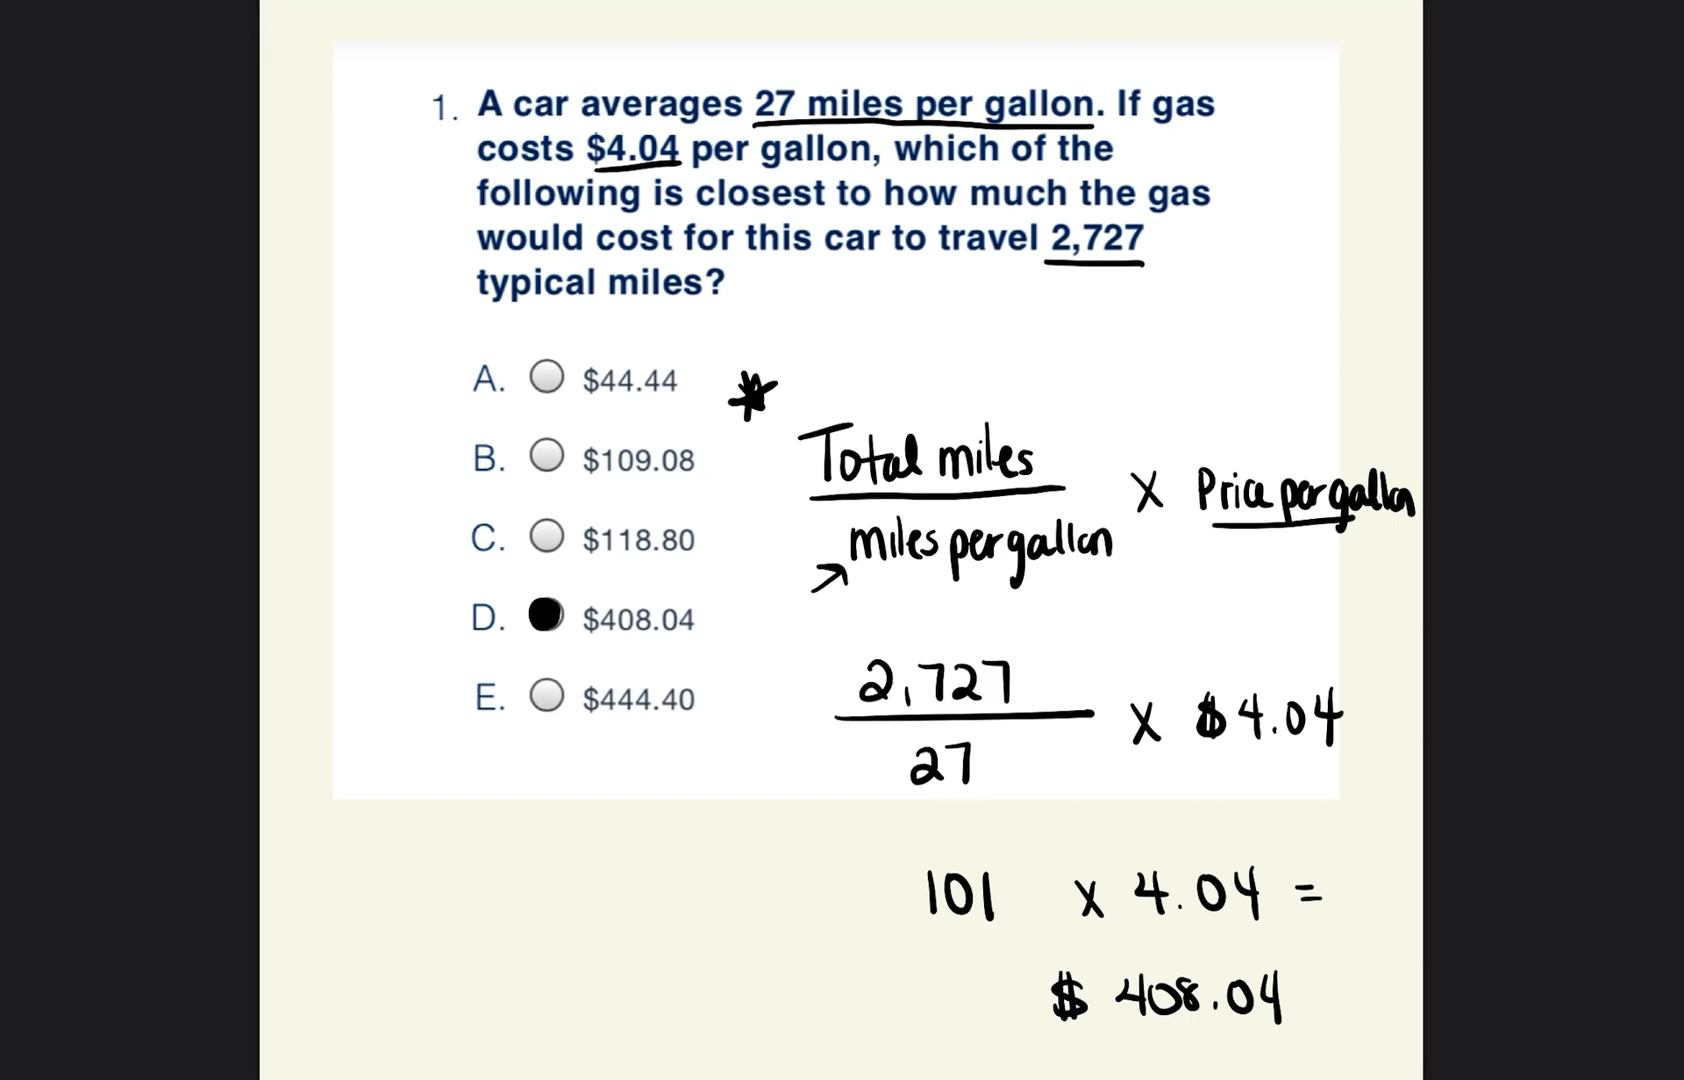 1. A car averages 27 miles per gallon. If gas
costs $4.04 per gallon, which of the
following is closest to how much the gas
would cost for this car to travel 2,727
typical miles?
A. $44.44
B. $109.08
C. $118.80
D. $408.04
E. $444.40
*
Total miles
miles per gallon
X Price per gallon
2,727
27
X $4.04
101 x 4.04 =
$ 408.04